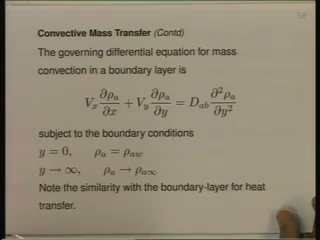 Convective Mass Transfer (Contd)
The governing differential equation for mass
convection in a boundary layer is
V_x ∂ρ_a/∂x + V_y ∂ρ_a/∂y = D_ab ∂²ρ_a/∂y²
subject to the boundary conditions
y = 0, ρ_a = ρ_aw
y → ∞, ρ_a → ρ_a∞
Note the similarity with the boundary-layer for heat
transfer.